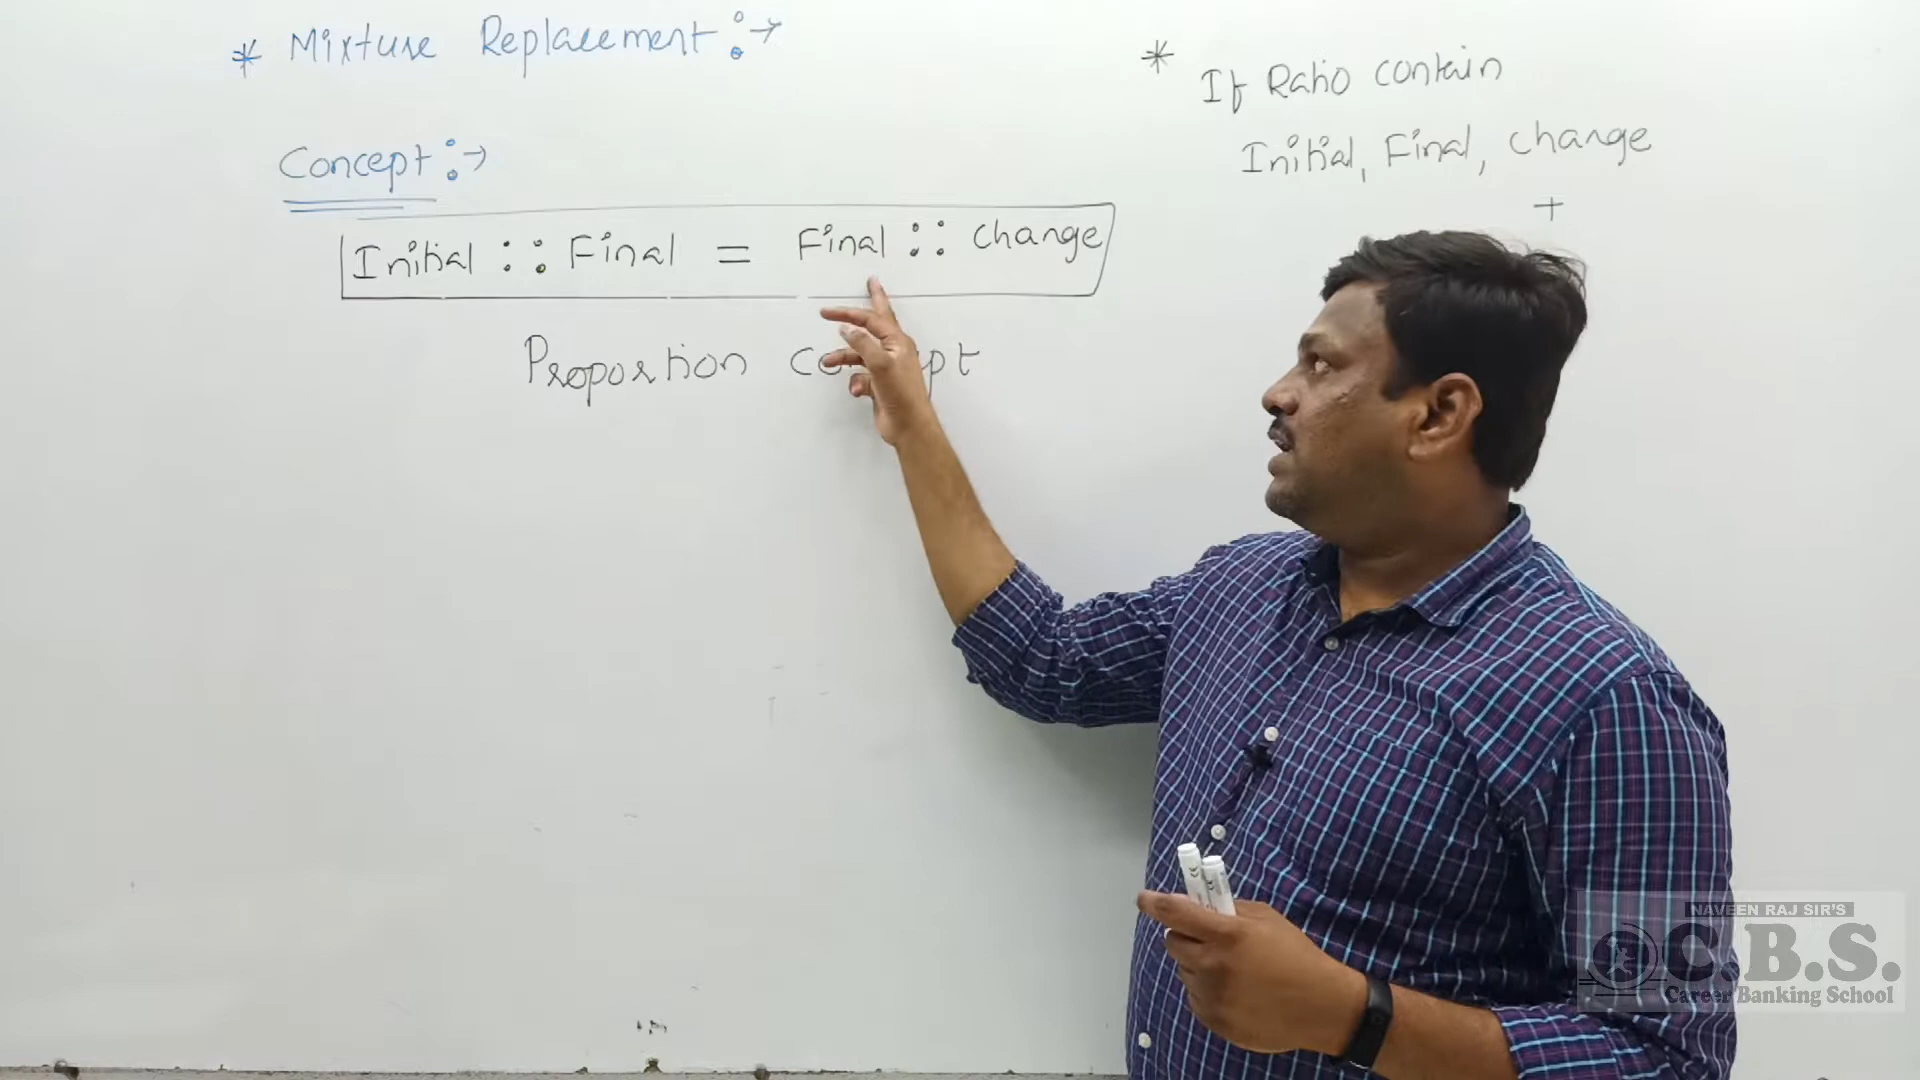 * Mixture Replacement :→
Concept :→
Initial :: Final = Final :: change
Proportion concept
* If Ratio contain
Initial, Final, change
+
NAVEEN RAJ SIR'S
C.B.S.
Career Banking School